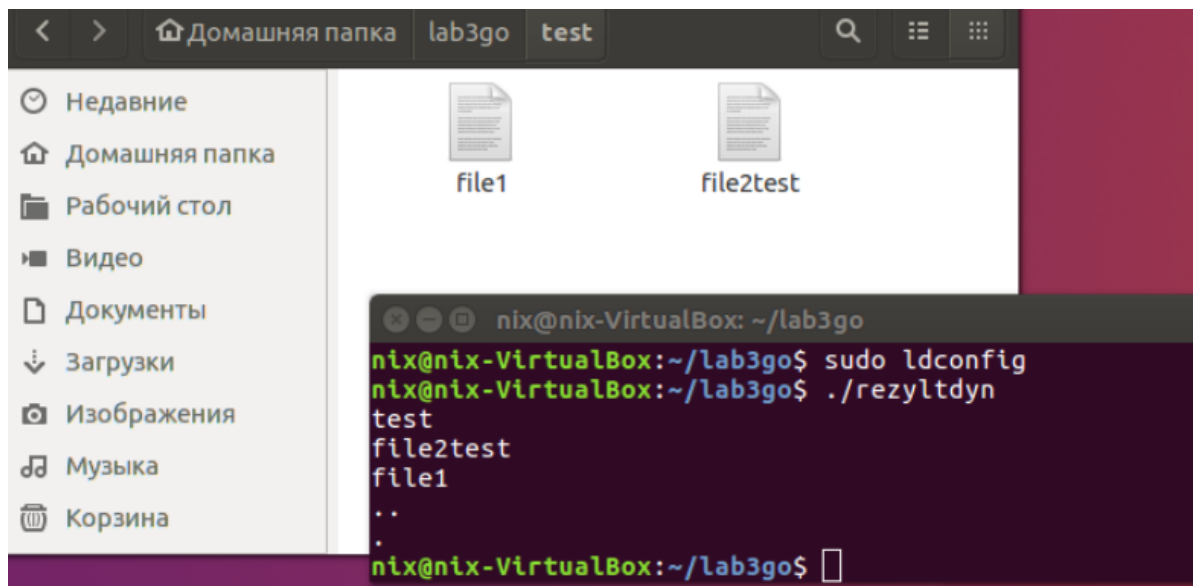 Домашняя папка lab3go test
Недавние
Домашняя папка
Рабочий стол
Видео
Документы
Загрузки
Изображения
Музыка
Корзина
file1 file2test
nix@nix-VirtualBox: ~/lab3go
nix@nix-VirtualBox:~/lab3go$ sudo ldconfig
nix@nix-VirtualBox:~/lab3go$ ./rezyltdyn
test
file2test
file1
..
.
nix@nix-VirtualBox:~/lab3go$